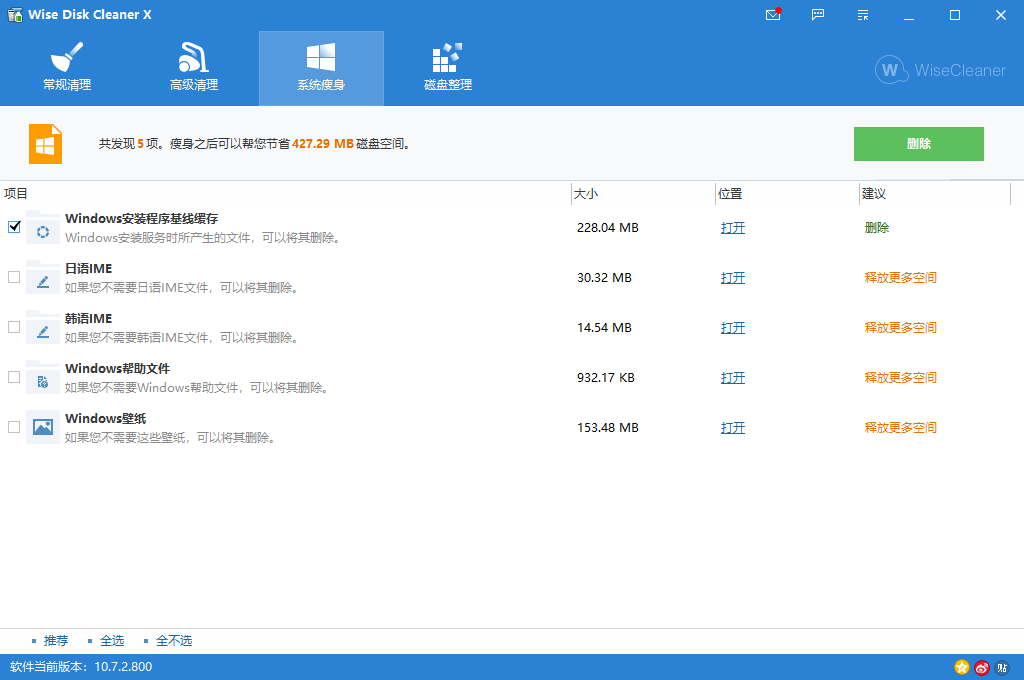 Wise Disk Cleaner X
常规清理
高级清理
系统瘦身
磁盘整理
W WiseCleaner
共发现 5 项。瘦身之后可以帮您节省 427.29 MB 磁盘空间。
删除
项目 大小 位置 建议
Windows安装程序基线缓存
Windows安装服务时所产生的文件，可以将其删除。
228.04 MB 打开 删除
日语IME
如果您不需要日语IME文件，可以将其删除。
30.32 MB 打开 释放更多空间
韩语IME
如果您不需要韩语IME文件，可以将其删除。
14.54 MB 打开 释放更多空间
Windows帮助文件
如果您不需要Windows帮助文件，可以将其删除。
932.17 KB 打开 释放更多空间
Windows壁纸
如果您不需要这些壁纸，可以将其删除。
153.48 MB 打开 释放更多空间
推荐 全选 全不选
软件当前版本：10.7.2.800
贴